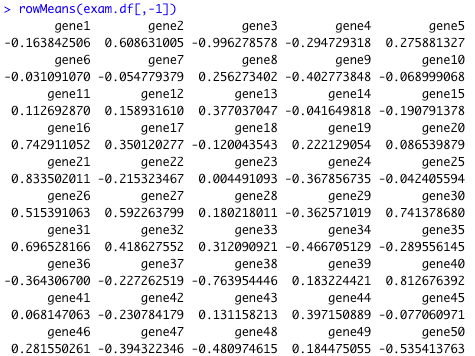 > rowMeans(exam.df[,-1])
gene1 gene2 gene3 gene4 gene5
-0.163842506 0.608631005 -0.996278578 -0.294729318 0.275881327
gene6 gene7 gene8 gene9 gene10
-0.031091070 -0.054779379 0.256273402 -0.402773848 -0.068999068
gene11 gene12 gene13 gene14 gene15
0.112692870 0.158931610 0.377037047 -0.041649818 -0.190791378
gene16 gene17 gene18 gene19 gene20
0.742911052 0.350120277 -0.120043543 0.222129054 0.086539879
gene21 gene22 gene23 gene24 gene25
0.833502011 -0.215323467 0.004491093 -0.367856735 -0.042405594
gene26 gene27 gene28 gene29 gene30
0.515391063 0.592263799 0.180218011 -0.362571019 0.741378680
gene31 gene32 gene33 gene34 gene35
0.696528166 0.418627552 0.312090921 -0.466705129 -0.289556145
gene36 gene37 gene38 gene39 gene40
-0.364306700 -0.227262519 -0.763954446 0.183224421 0.812676392
gene41 gene42 gene43 gene44 gene45
0.068147063 -0.230784179 0.131158213 0.397150889 -0.077060971
gene46 gene47 gene48 gene49 gene50
0.281550261 -0.394322346 -0.480974615 0.184475055 -0.535413763